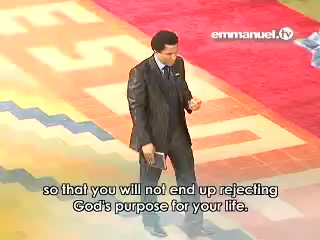 emmanuel.tv
so that you will not end up rejecting
God's purpose for your life.